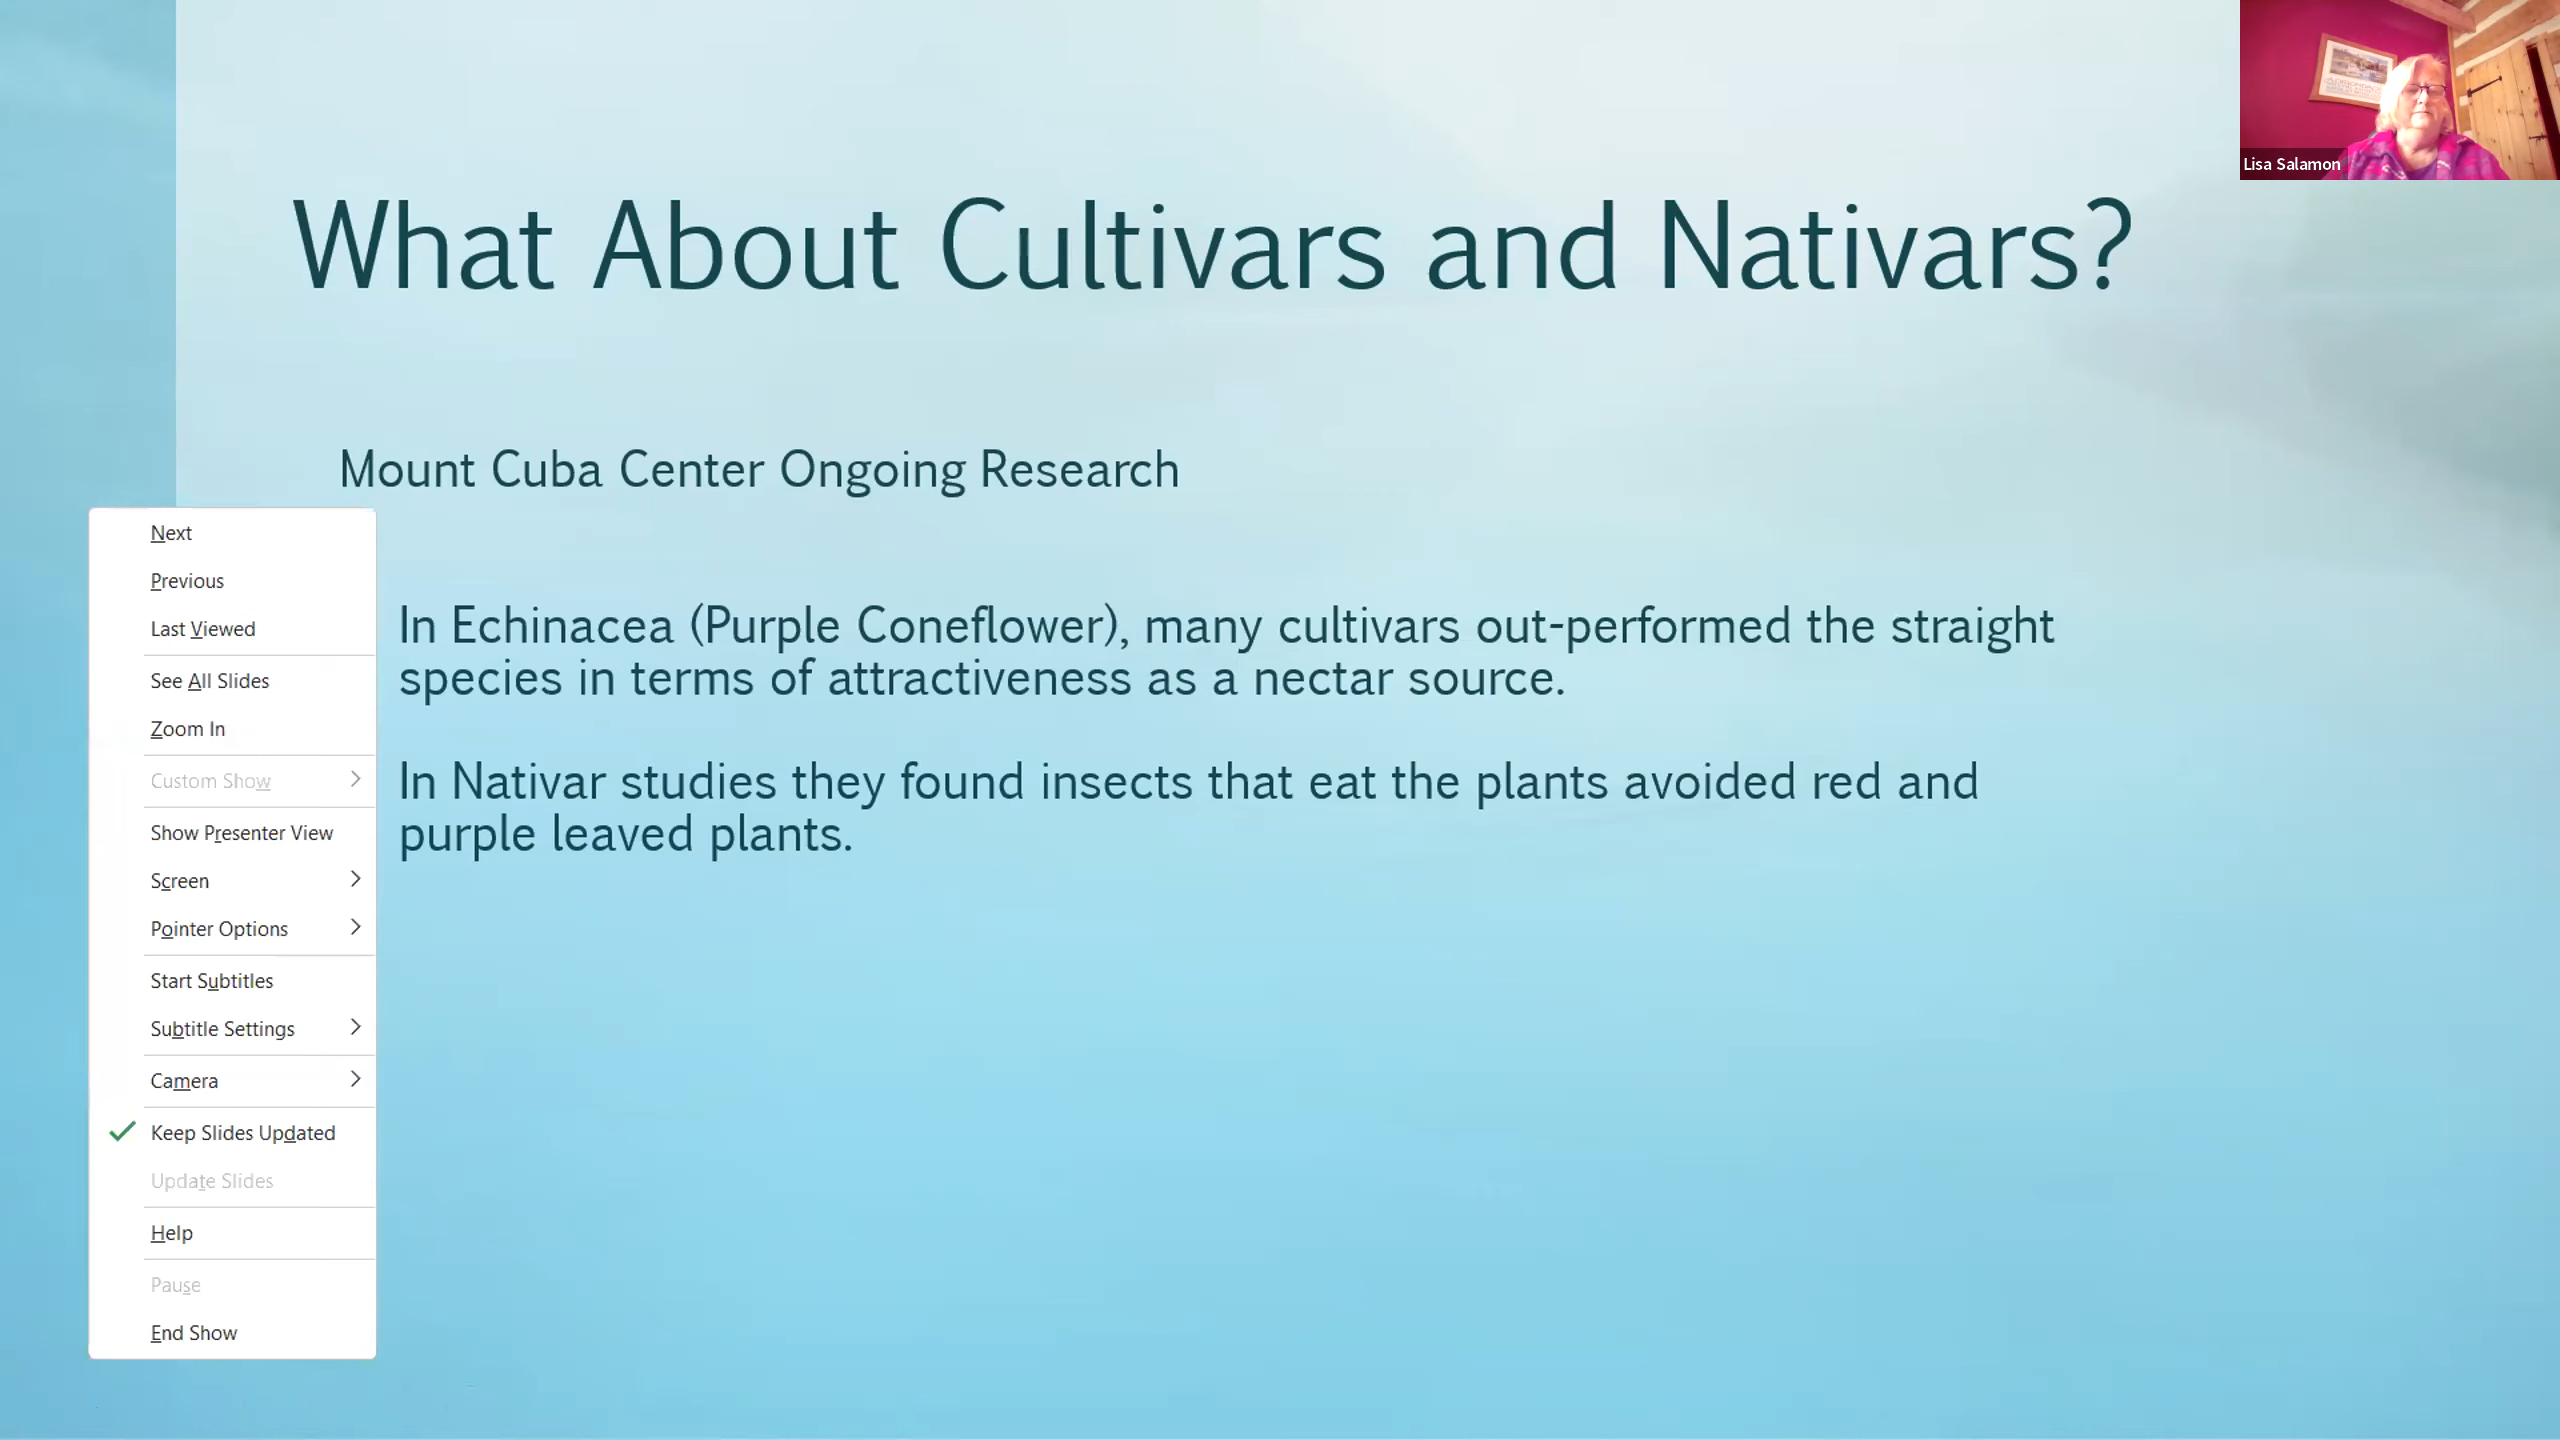 Lisa Salamon
What About Cultivars and Nativars?
Mount Cuba Center Ongoing Research
In Echinacea (Purple Coneflower), many cultivars out-performed the straight
species in terms of attractiveness as a nectar source.
In Nativar studies they found insects that eat the plants avoided red and
purple leaved plants.
Next
Previous
Last Viewed
See All Slides
Zoom In
Custom Show
Show Presenter View
Screen
Pointer Options
Start Subtitles
Subtitle Settings
Camera
Keep Slides Updated
Update Slides
Help
Pause
End Show